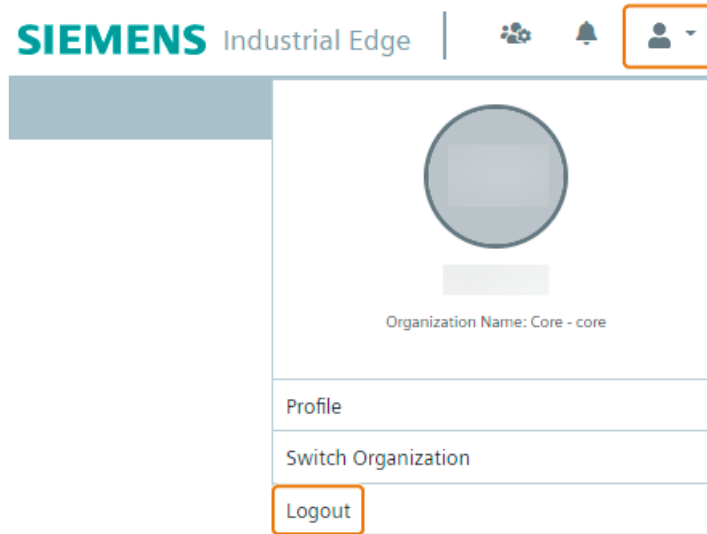 SIEMENS Industrial Edge
Organization Name: Core - core
Profile
Switch Organization
Logout